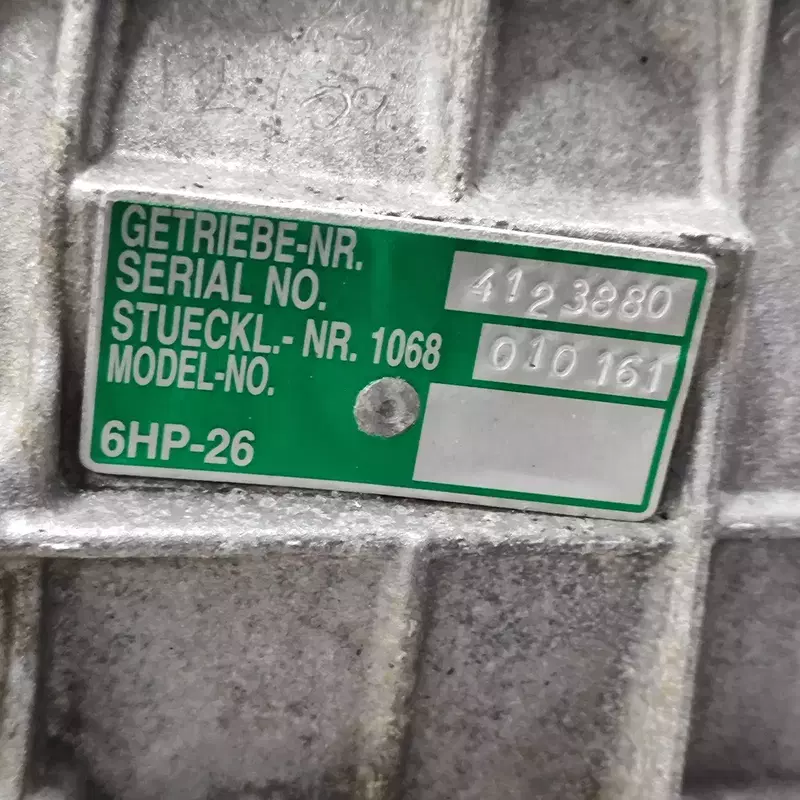 GETRIEBE-NR.
SERIAL NO. 4123880
STUECKL.- NR. 1068 010 161
MODEL-NO.
6HP-26